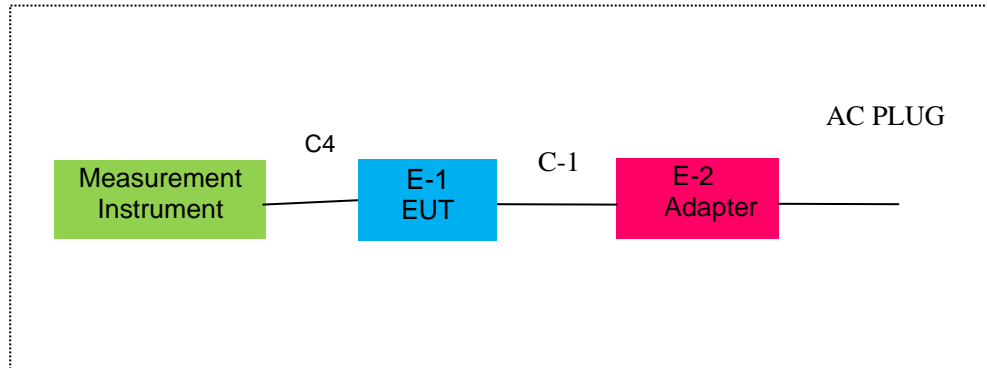 AC PLUG
C4
C-1
Measurement
Instrument
E-1
EUT
E-2
Adapter